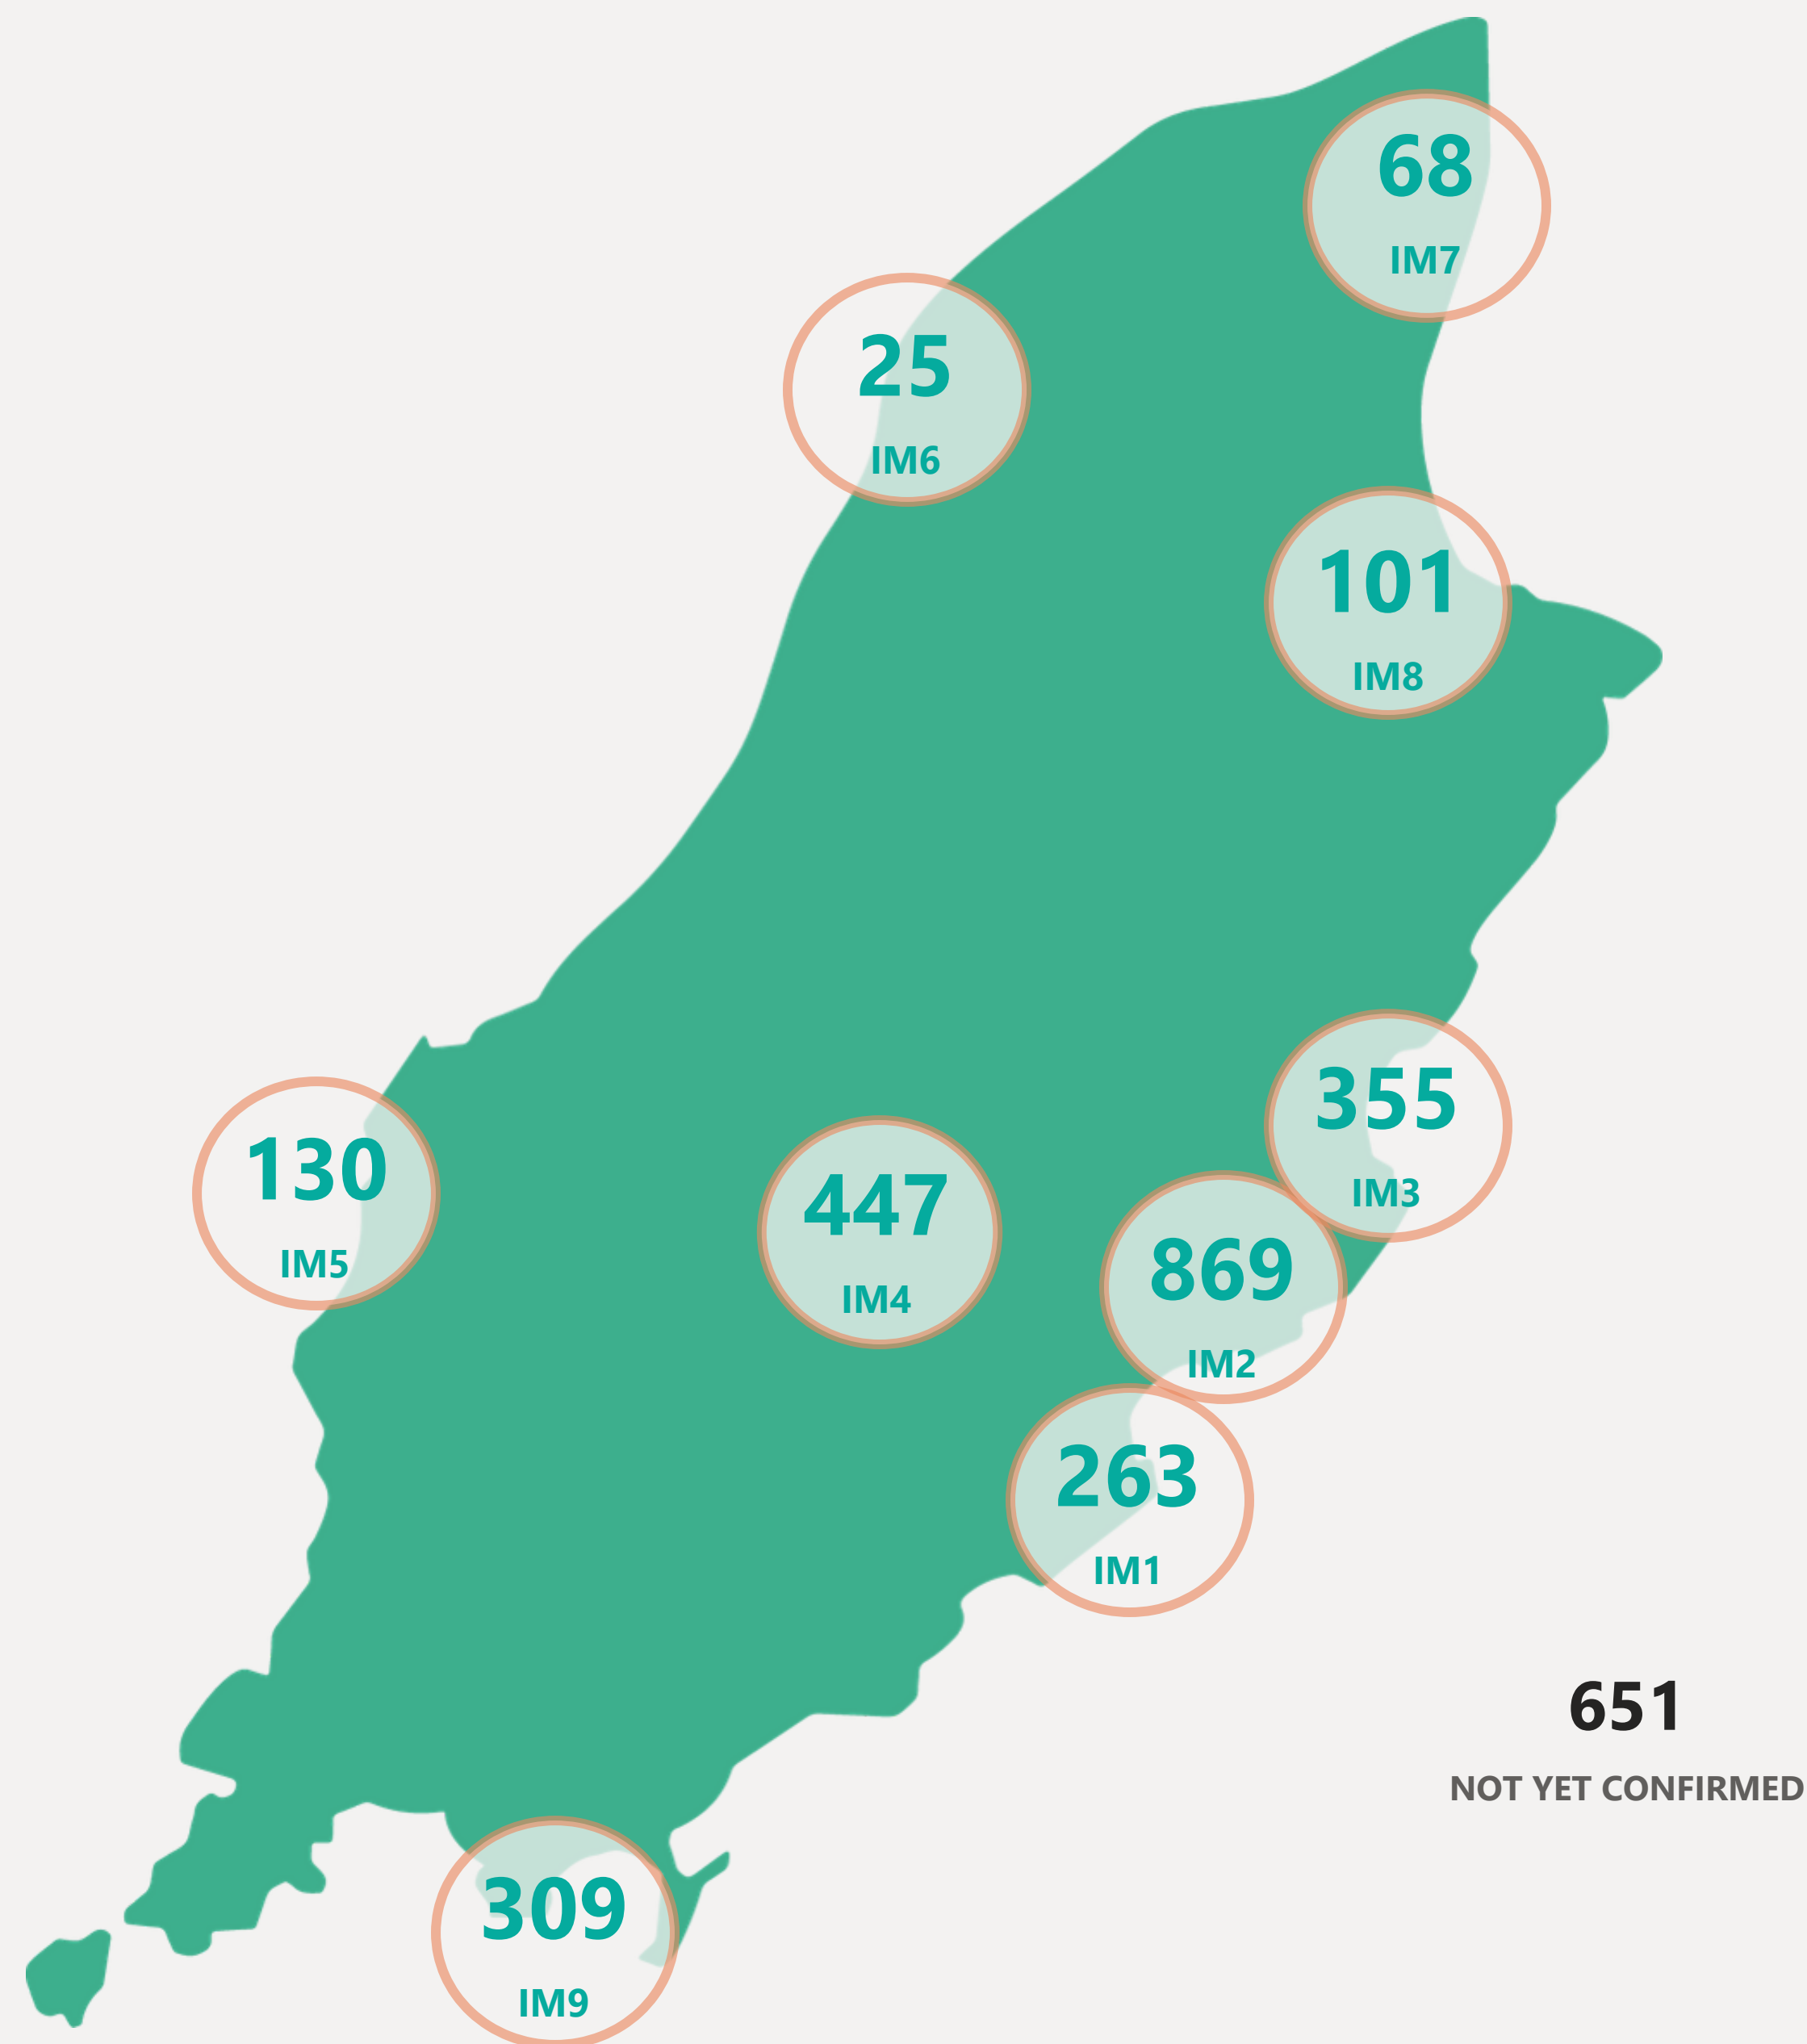 68
IM7
25
IM6
101
IM8
355
IM3
130
IM5
447
IM4
869
IM2
263
IM1
651
NOT YET CONFIRMED
309
IM9